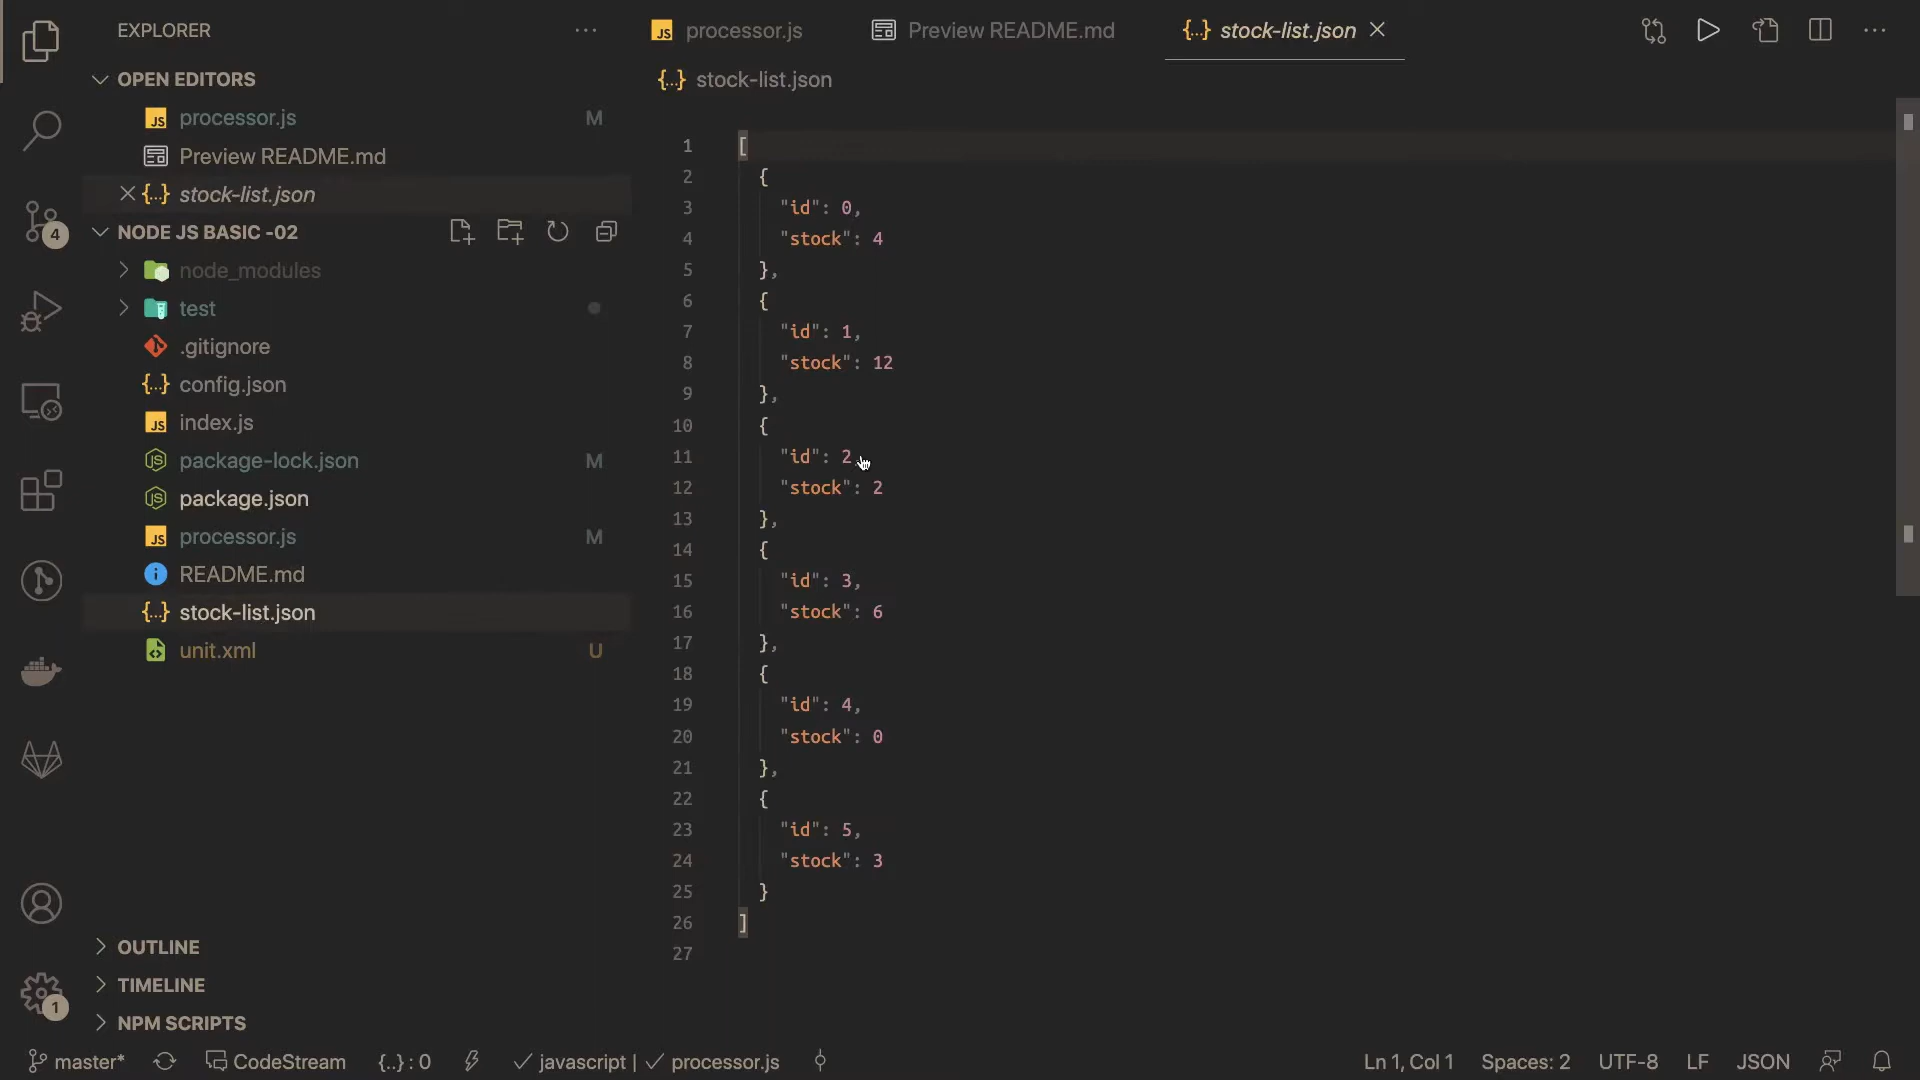 EXPLORER
OPEN EDITORS
JS processor.js M
Preview README.md
{...} stock-list.json
NODE JS BASIC -02
node_modules
test
.gitignore
{...} config.json
JS index.js
package-lock.json M
package.json
JS processor.js M
README.md
{...} stock-list.json
unit.xml U
OUTLINE
TIMELINE
NPM SCRIPTS
4
1
JS processor.js
Preview README.md
{...} stock-list.json
{...} stock-list.json
1 [
2 {
3 "id": 0,
4 "stock": 4
5 },
6 {
7 "id": 1,
8 "stock": 12
9 },
10 {
11 "id": 2,
12 "stock": 2
13 },
14 {
15 "id": 3,
16 "stock": 6
17 },
18 {
19 "id": 4,
20 "stock": 0
21 },
22 {
23 "id": 5,
24 "stock": 3
25 }
26 ]
27
master* CodeStream {..} : 0 javascript | processor.js Ln 1, Col 1 Spaces: 2 UTF-8 LF JSON